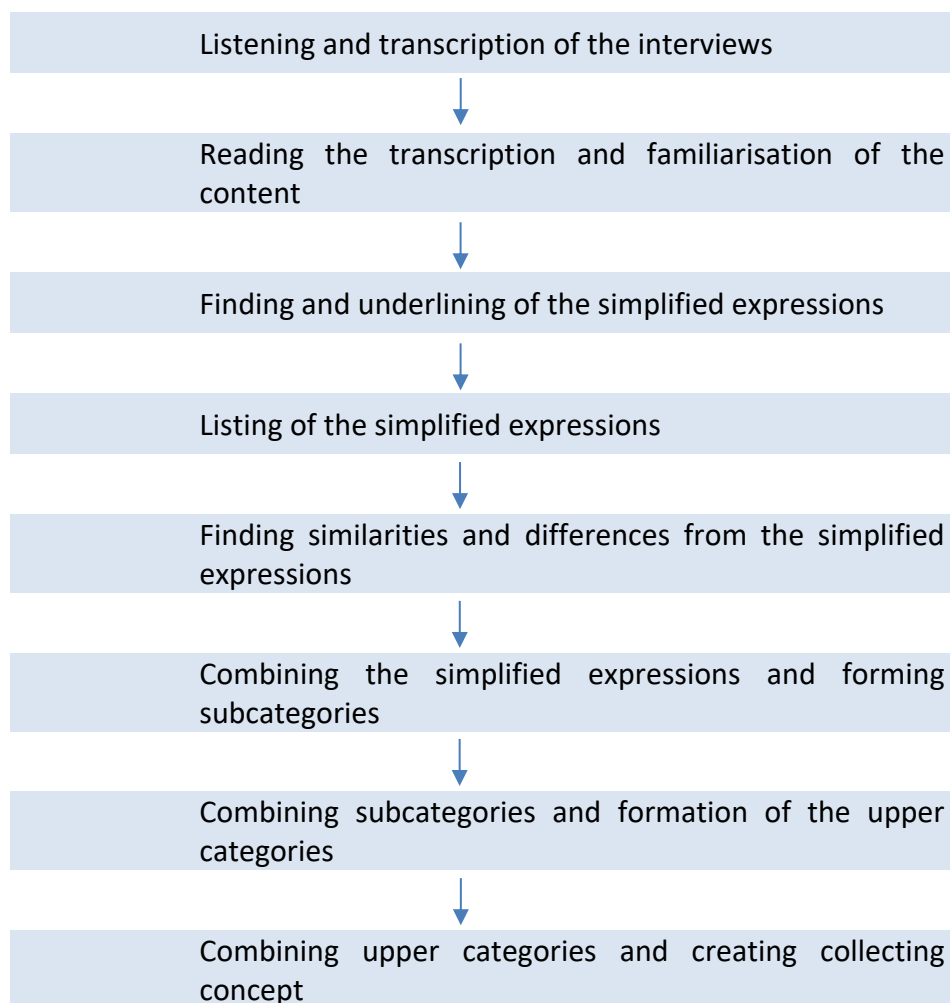 Listening and transcription of the interviews
Reading the transcription and familiarisation of the
content
Finding and underlining of the simplified expressions
Listing of the simplified expressions
Finding similarities and differences from the simplified
expressions
Combining the simplified expressions and forming
subcategories
Combining subcategories and formation of the upper
categories
Combining upper categories and creating collecting
concept